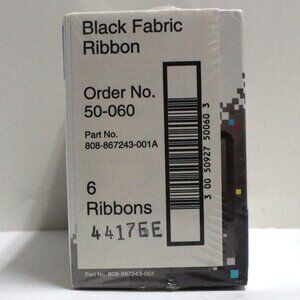 Black Fabric
Ribbon
Order No.
50-060
Part No.
808-867243-001A
6
Ribbons
4417EE
3 00 50927 50060 3
Part No. 808-867243-001